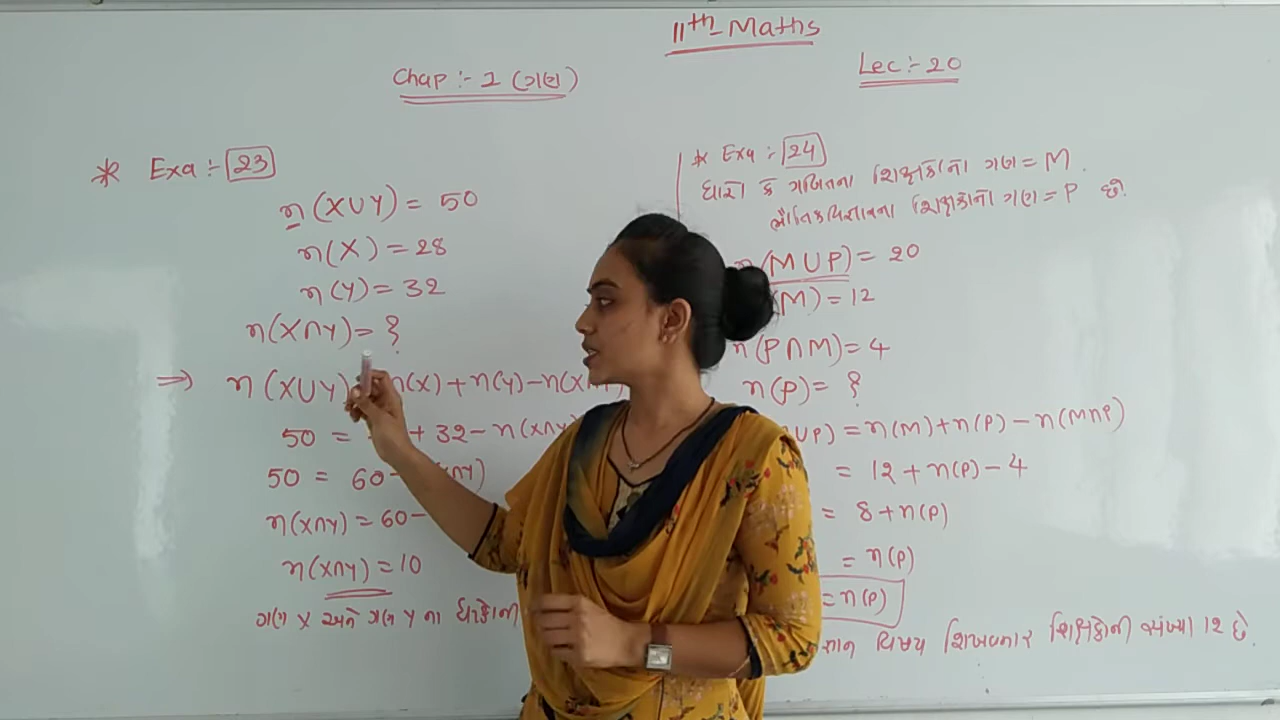 11th Maths
Chap :- 1 (ગણ)
Lec :- 20
* Exa :- 23
n(X∪Y) = 50
n(X) = 28
n(Y) = 32
n(X∩Y) = ?
⇒ n(X∪Y) = n(X) + n(Y) - n(X
50 = + 32 - n(X∩Y)
50 = 60 -
n(X∩Y) = 60 -
n(X∩Y) = 10
ગણ X અને ગણ Y ના ઘટકોની
* Exa :- 24
ધારો કે ગણિતના શિક્ષકોનો ગણ = M.
ભૌતિકવિજ્ઞાનના શિક્ષકોનો ગણ = P છે.
n(M∪P) = 20
(M) = 12
n(P∩M) = 4
n(P) = ?
∪P) = n(M) + n(P) - n(M∩P)
= 12 + n(P) - 4
= 8 + n(P)
= n(P)
= n(P)
વિષય શિખવનાર શિક્ષકોની સંખ્યા 12 છે.